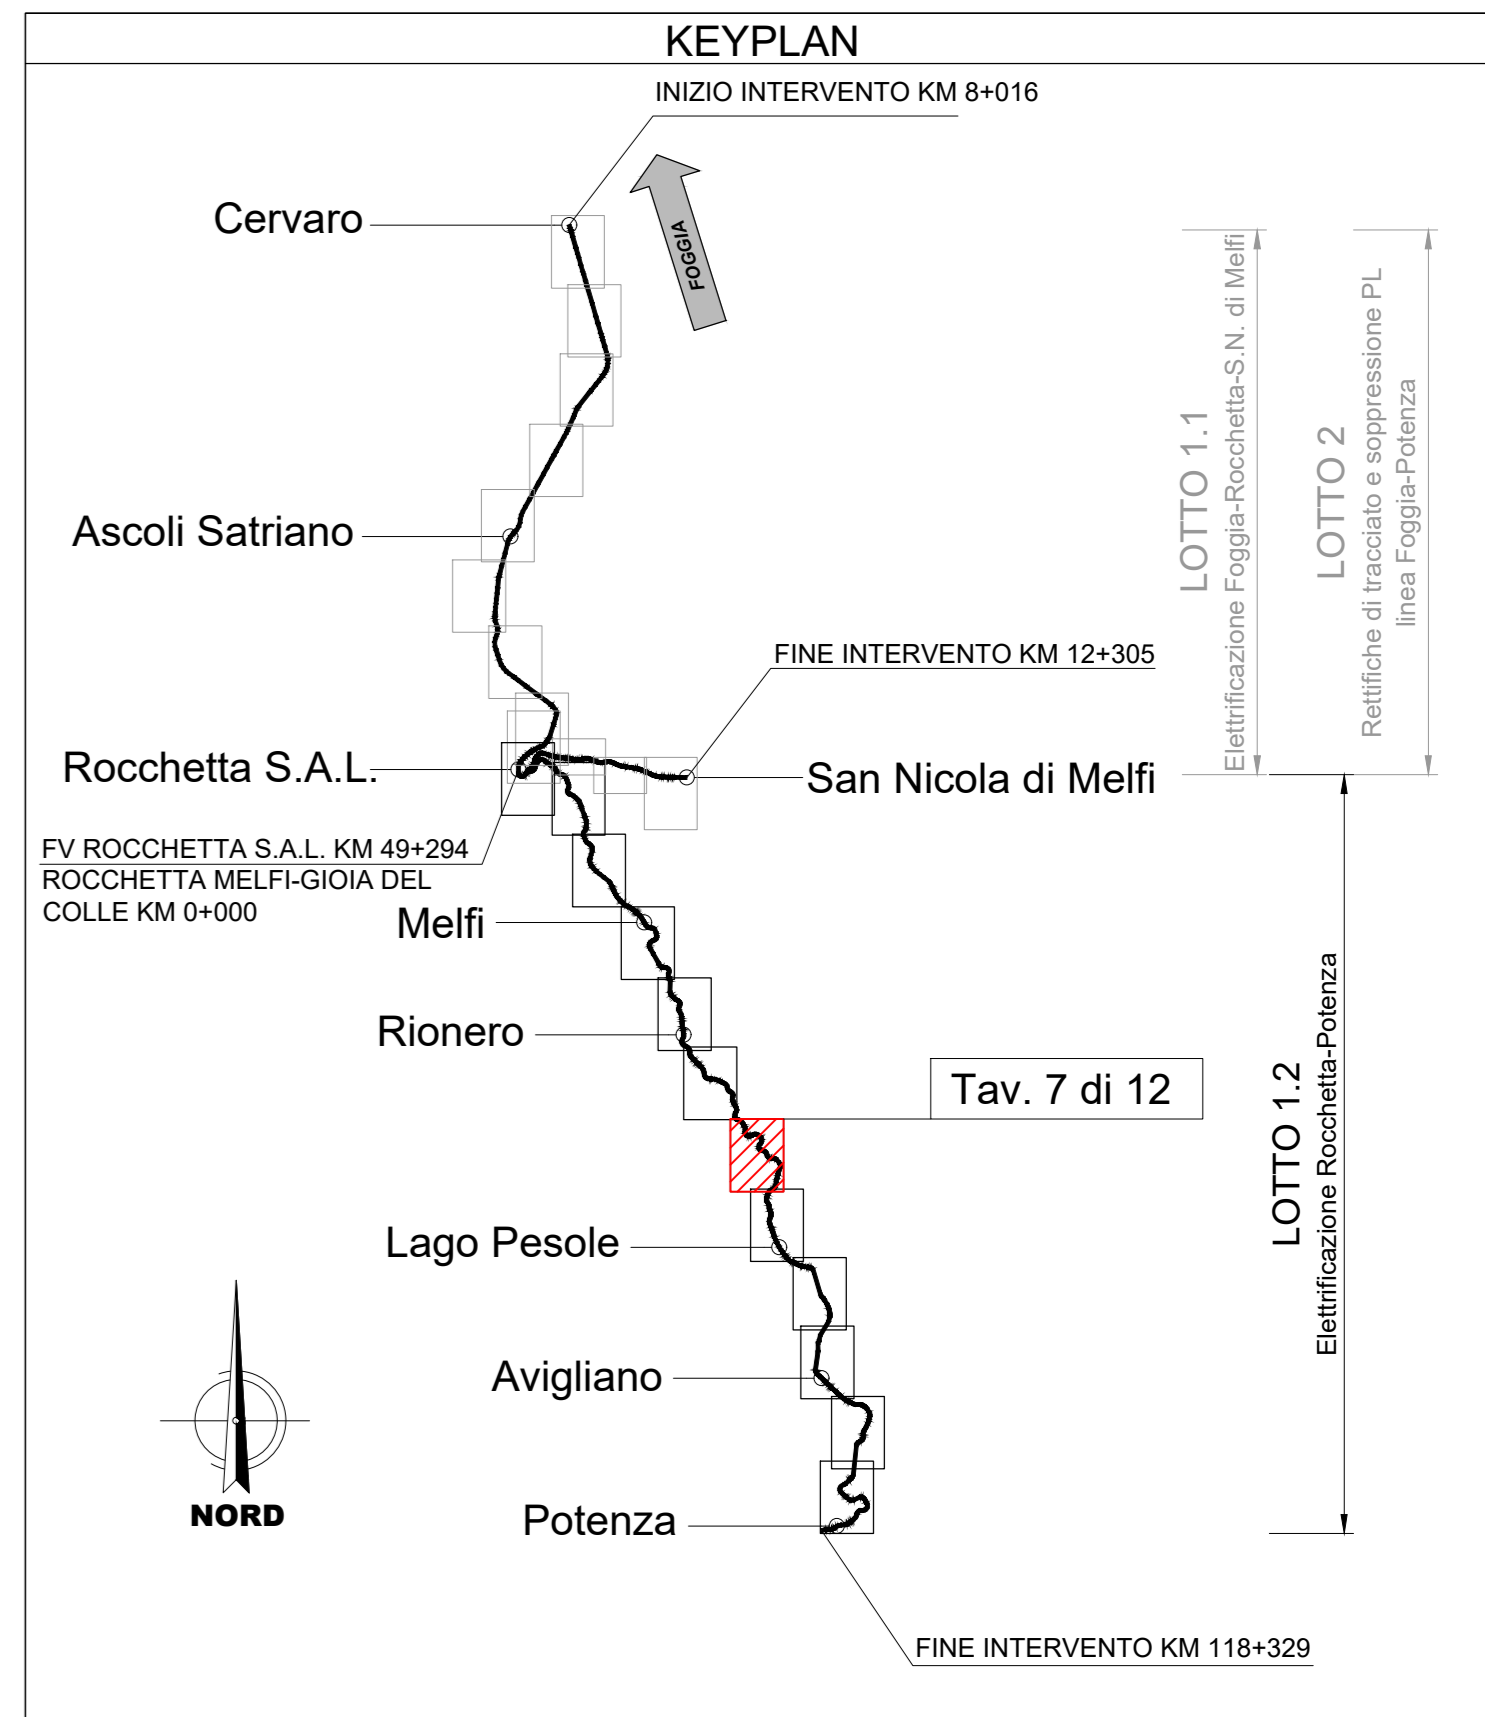 KEYPLAN
INIZIO INTERVENTO KM 8+016
FOGGIA
Cervaro
Ascoli Satriano
LOTTO 1.1
Elettrificazione Foggia-Rocchetta-S.N. di Melfi
LOTTO 2
Rettifiche di tracciato e soppressione PL
linea Foggia-Potenza
FINE INTERVENTO KM 12+305
Rocchetta S.A.L.
San Nicola di Melfi
FV ROCCHETTA S.A.L. KM 49+294
ROCCHETTA MELFI-GIOIA DEL
COLLE KM 0+000
Melfi
Rionero
Tav. 7 di 12
LOTTO 1.2
Elettrificazione Rocchetta-Potenza
Lago Pesole
Avigliano
NORD
Potenza
FINE INTERVENTO KM 118+329